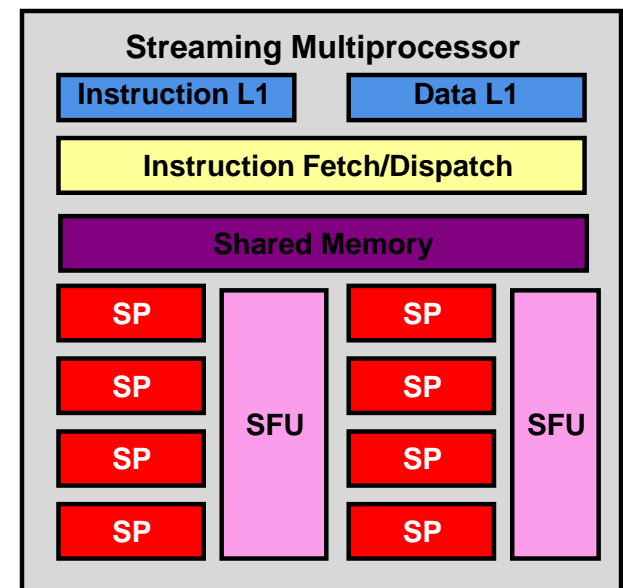 Streaming Multiprocessor
Instruction L1
Data L1
Instruction Fetch/Dispatch
Shared Memory
SP
SP
SP
SP
SFU
SP
SP
SP
SP
SFU